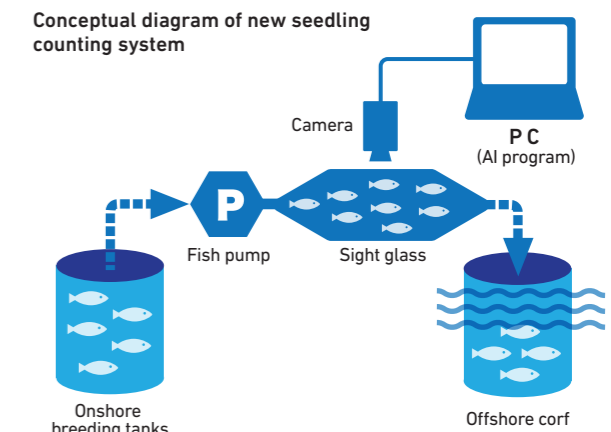 Conceptual diagram of new seedling
counting system
Camera
P C
(AI program)
P
Fish pump
Sight glass
Onshore
breeding tanks
Offshore corf